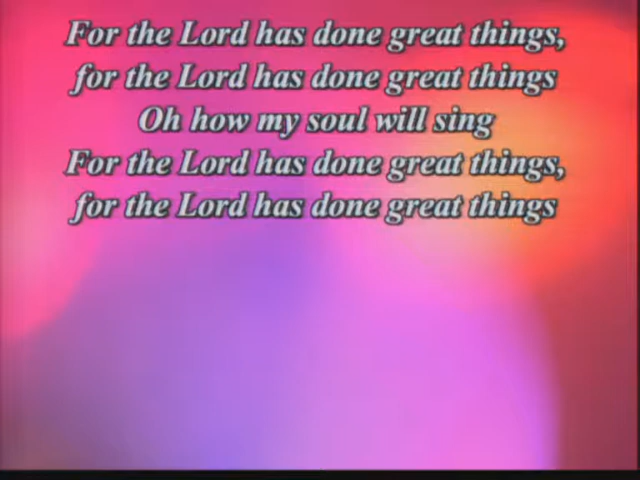 For the Lord has done great things,
for the Lord has done great things
Oh how my soul will sing
For the Lord has done great things,
for the Lord has done great things